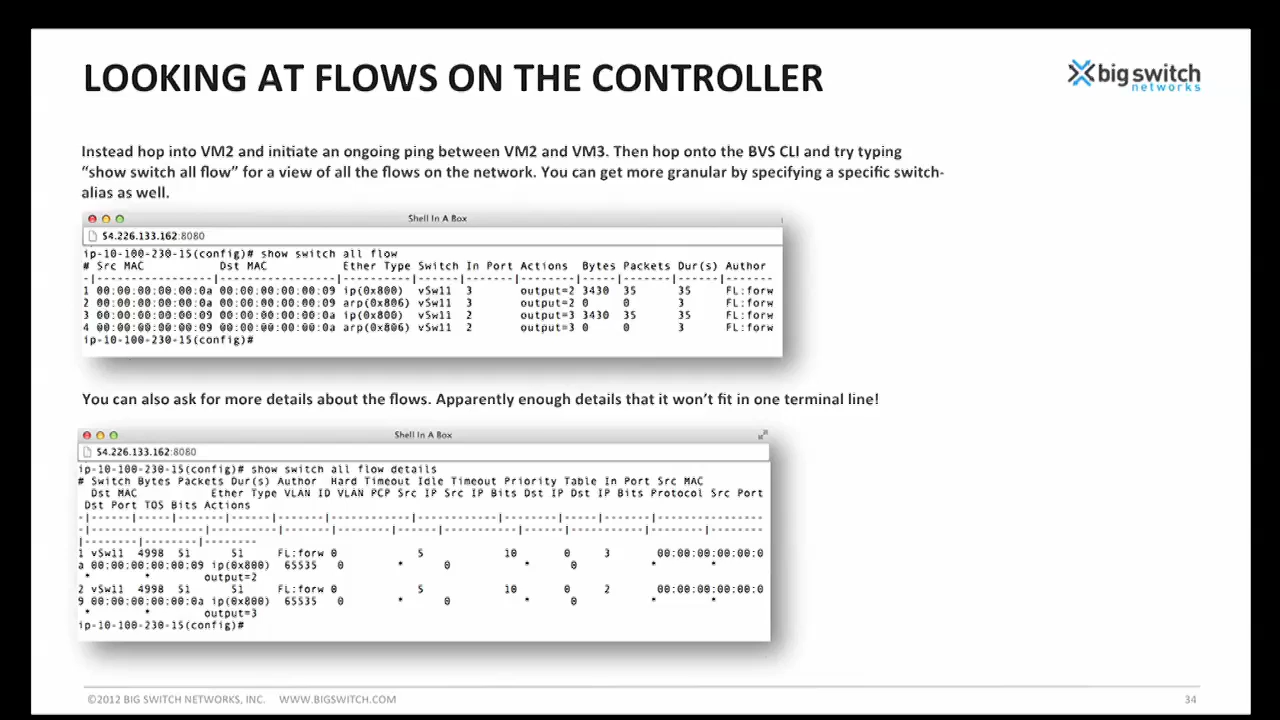 LOOKING AT FLOWS ON THE CONTROLLER
big switch
networks
Instead hop into VM2 and initiate an ongoing ping between VM2 and VM3. Then hop onto the BVS CLI and try typing
“show switch all flow” for a view of all the flows on the network. You can get more granular by specifying a specific switch-
alias as well.
Shell In A Box
54.226.133.162:8080
ip-10-100-230-15(config)# show switch all flow
# Src MAC Dst MAC Ether Type Switch In Port Actions Bytes Packets Dur(s) Author
-|-----------------|-----------------|----------|------|-------|--------|-----|-------|------|-------
1 00:00:00:00:00:0a 00:00:00:00:00:09 ip(0x800) vSw11 3 output=2 3430 35 35 FL:forw
2 00:00:00:00:00:0a 00:00:00:00:00:09 arp(0x806) vSw11 3 output=2 0 0 3 FL:forw
3 00:00:00:00:00:09 00:00:00:00:00:0a ip(0x800) vSw11 2 output=3 3430 35 35 FL:forw
4 00:00:00:00:00:09 00:00:00:00:00:0a arp(0x806) vSw11 2 output=3 0 0 3 FL:forw
ip-10-100-230-15(config)#
You can also ask for more details about the flows. Apparently enough details that it won’t fit in one terminal line!
Shell In A Box
54.226.133.162:8080
ip-10-100-230-15(config)# show switch all flow details
# Switch Bytes Packets Dur(s) Author Hard Timeout Idle Timeout Priority Table In Port Src MAC
Dst MAC Ether Type VLAN ID VLAN PCP Src IP Src IP Bits Dst IP Dst IP Bits Protocol Src Port
Dst Port TOS Bits Actions
-|------|-----|-------|------|-------|------------|------------|--------|-----|-------|----------------
-|-----------------|----------|-------|--------|------|-----------|------|-----------|--------|--------
|--------|--------|--------
1 vSw11 4998 51 51 FL:forw 0 5 10 0 3 00:00:00:00:00:0
a 00:00:00:00:00:09 ip(0x800) 65535 0 * 0 * 0 * *
* * output=2
2 vSw11 4998 51 51 FL:forw 0 5 10 0 2 00:00:00:00:00:0
9 00:00:00:00:00:0a ip(0x800) 65535 0 * 0 * 0 * *
* * output=3
ip-10-100-230-15(config)#
©2012 BIG SWITCH NETWORKS, INC. WWW.BIGSWITCH.COM
34